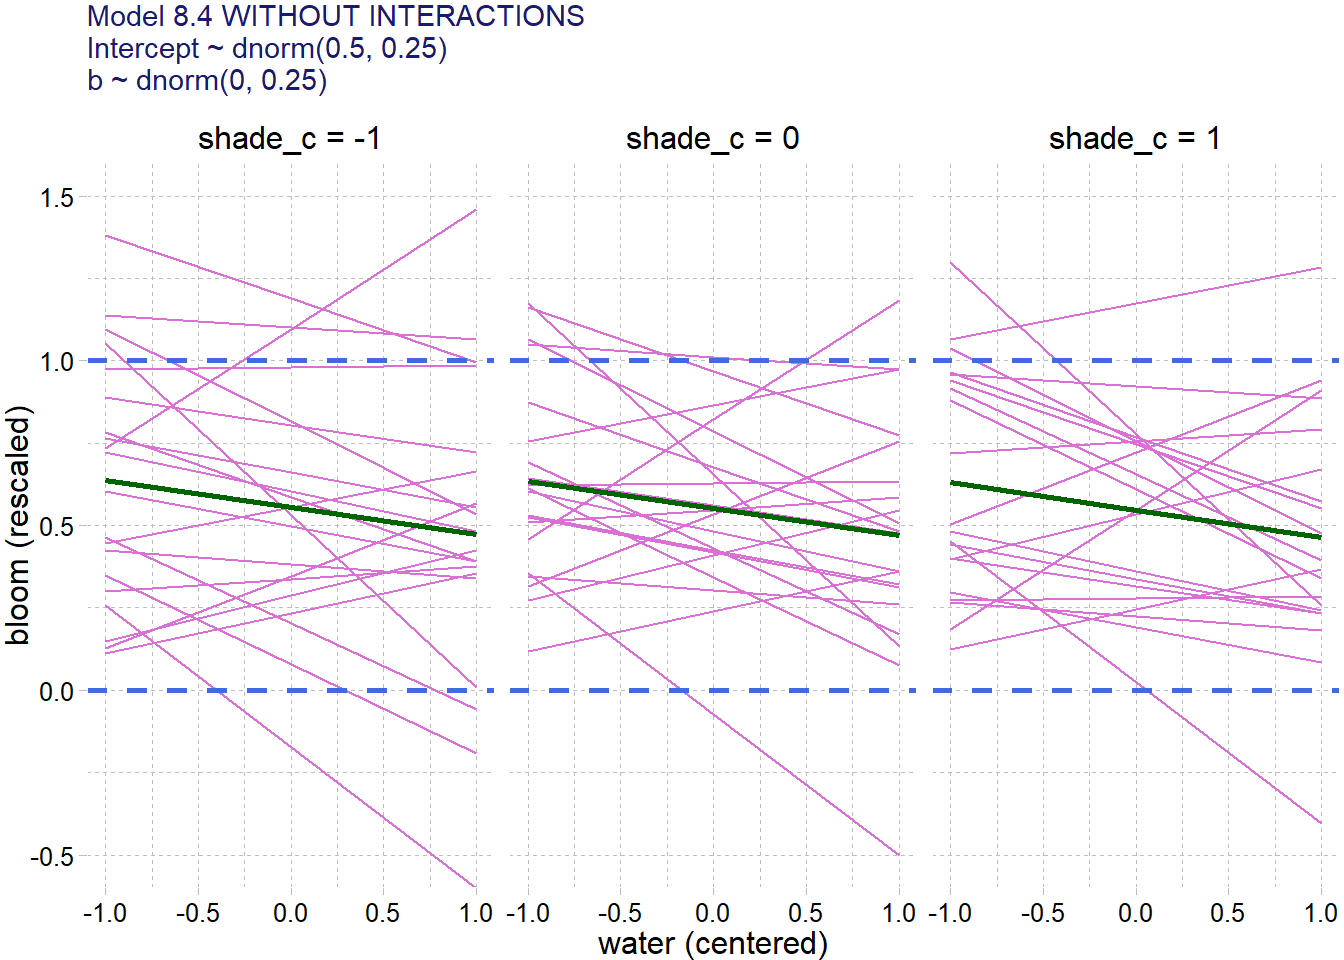 Model 8.4 WITHOUT INTERACTIONS
Intercept ~ dnorm(0.5, 0.25)
b ~ dnorm(0, 0.25)
shade_c = -1
shade_c = 0
shade_c = 1
bloom (rescaled)
1.5
1.0
0.5
0.0
-0.5
-1.0 -0.5 0.0 0.5 1.0
-1.0 -0.5 0.0 0.5 1.0
-1.0 -0.5 0.0 0.5 1.0
water (centered)